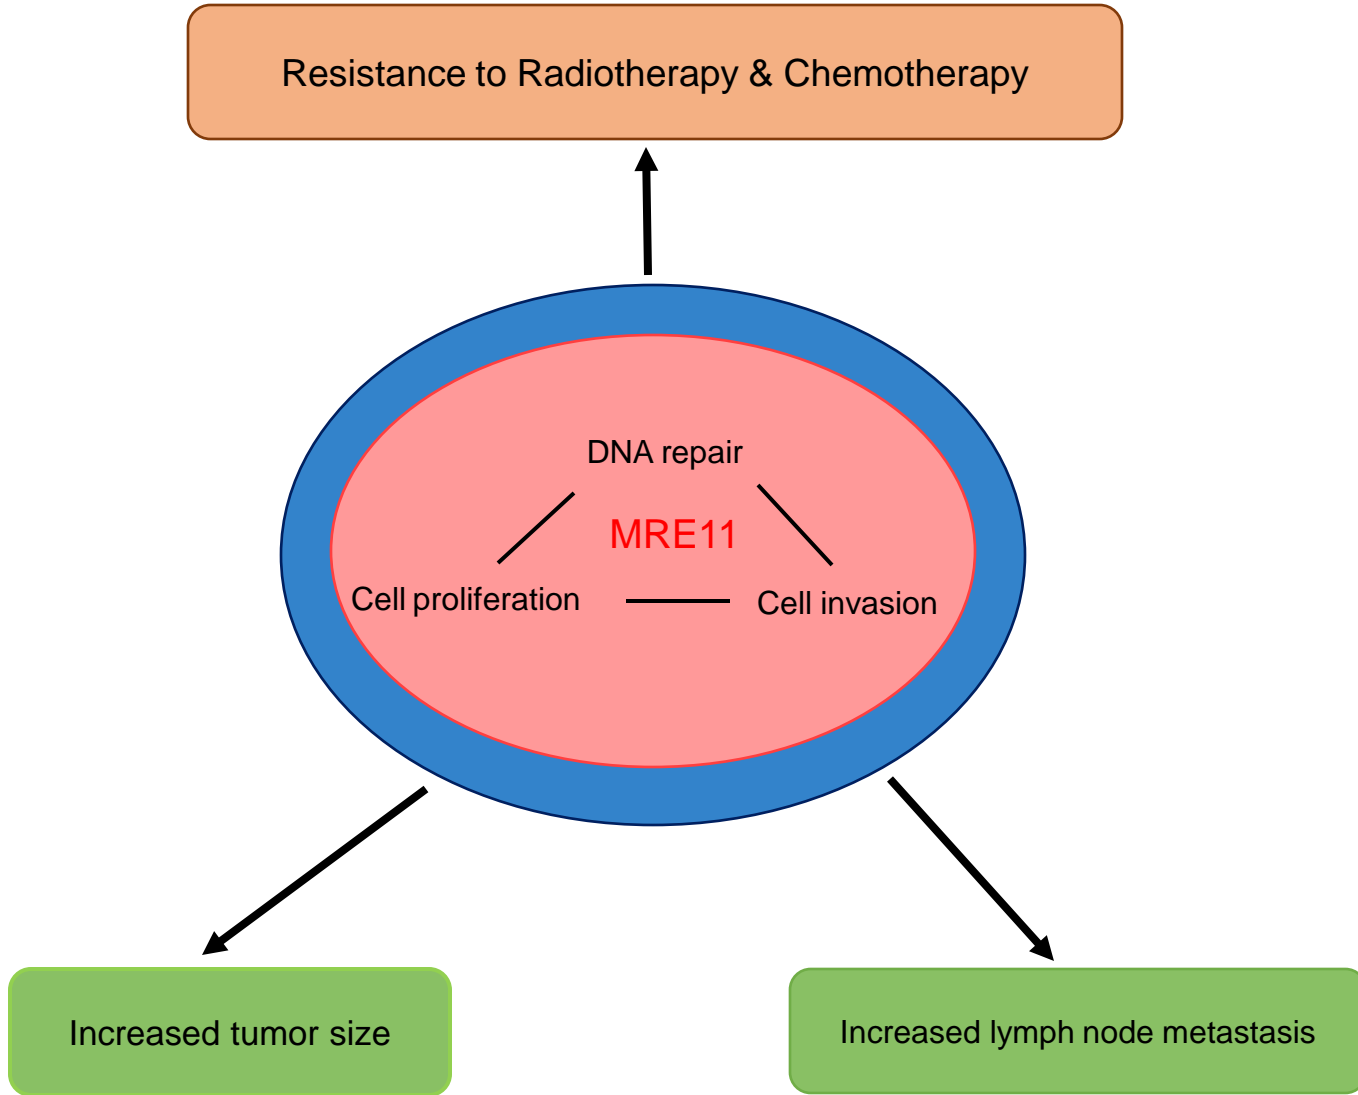 Resistance to Radiotherapy & Chemotherapy
DNA repair
MRE11
Cell proliferation
Cell invasion
Increased tumor size
Increased lymph node metastasis